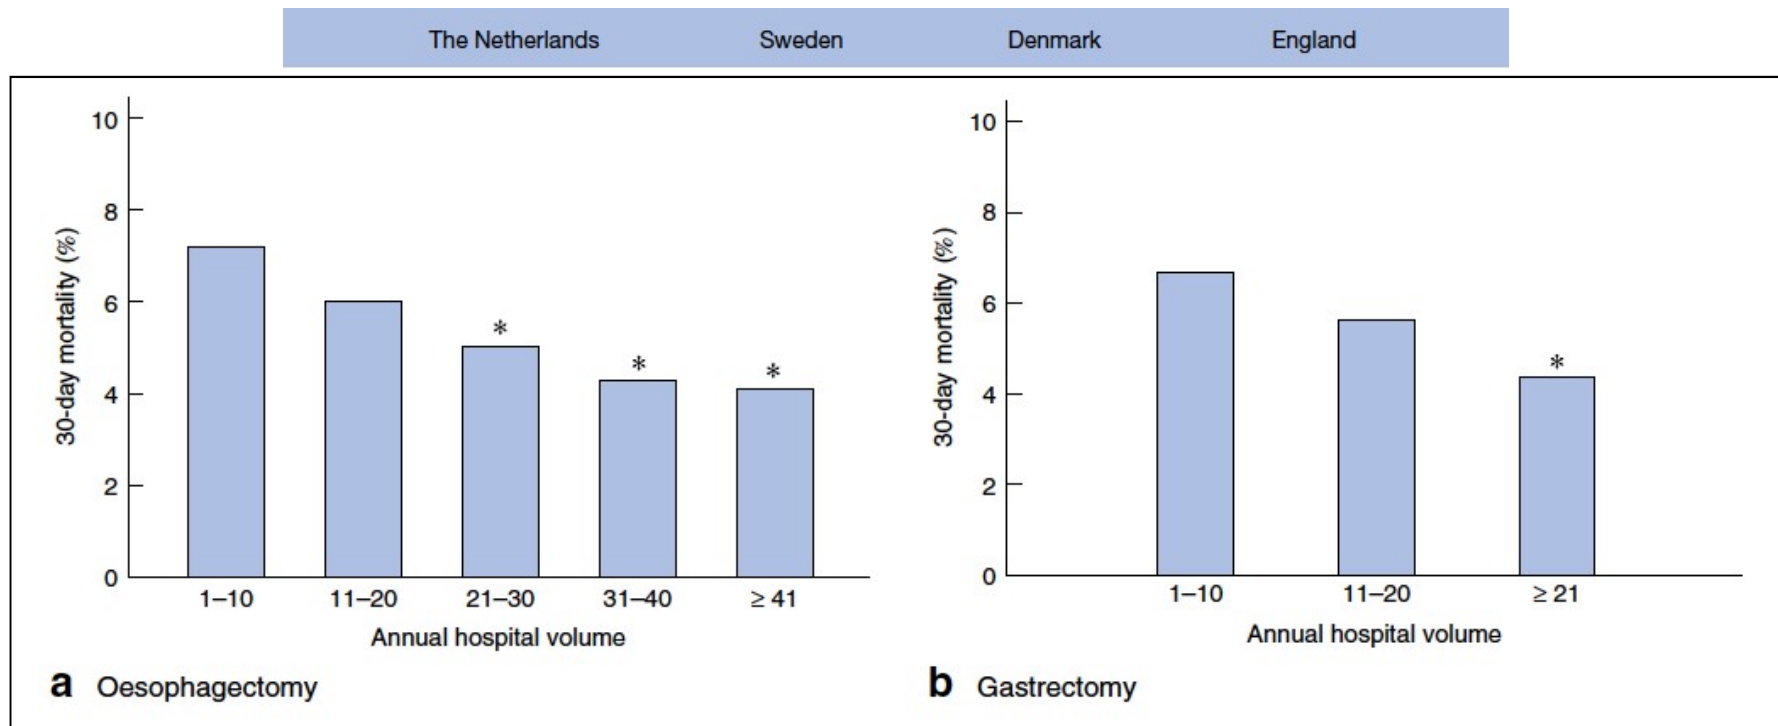 The Netherlands Sweden Denmark England
10
8
6
4
2
0
30-day mortality (%)
* * *
1–10 11–20 21–30 31–40 ≥ 41
Annual hospital volume
a Oesophagectomy
10
8
6
4
2
0
30-day mortality (%)
*
1–10 11–20 ≥ 21
Annual hospital volume
b Gastrectomy